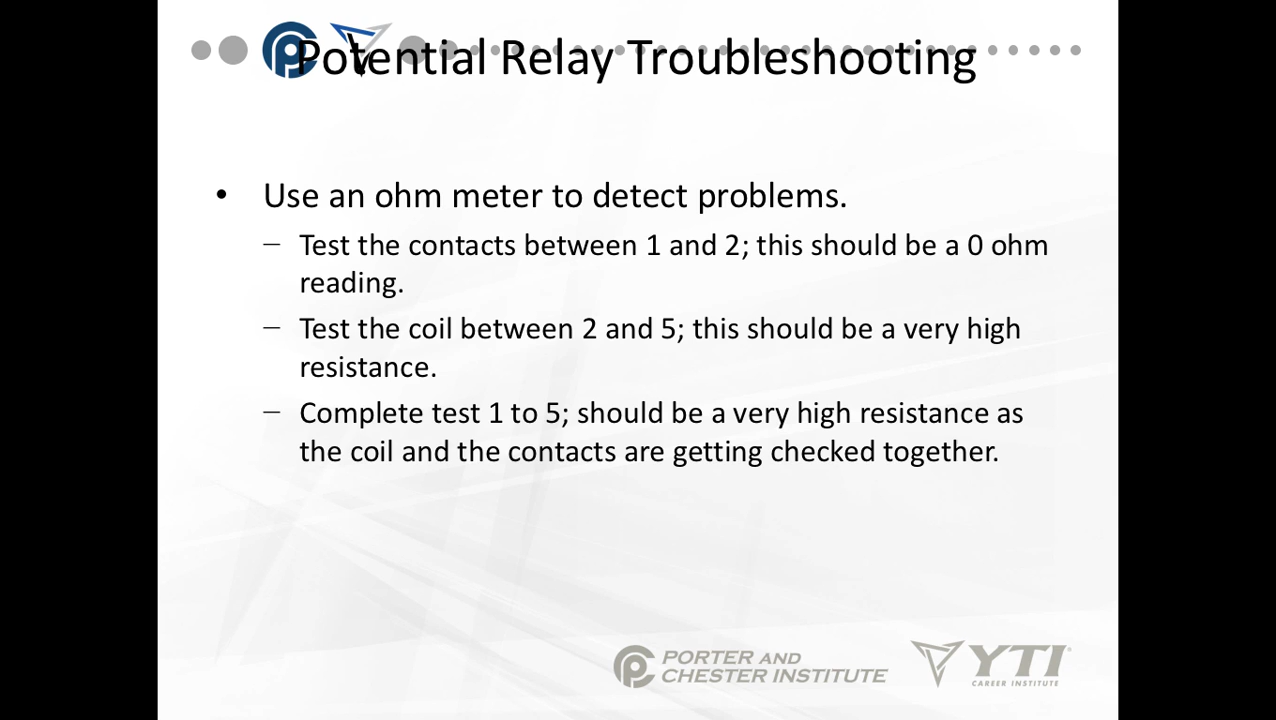 Potential Relay Troubleshooting
• Use an ohm meter to detect problems.
– Test the contacts between 1 and 2; this should be a 0 ohm
reading.
– Test the coil between 2 and 5; this should be a very high
resistance.
– Complete test 1 to 5; should be a very high resistance as
the coil and the contacts are getting checked together.
PORTER AND
CHESTER INSTITUTE
YTI
CAREER INSTITUTE